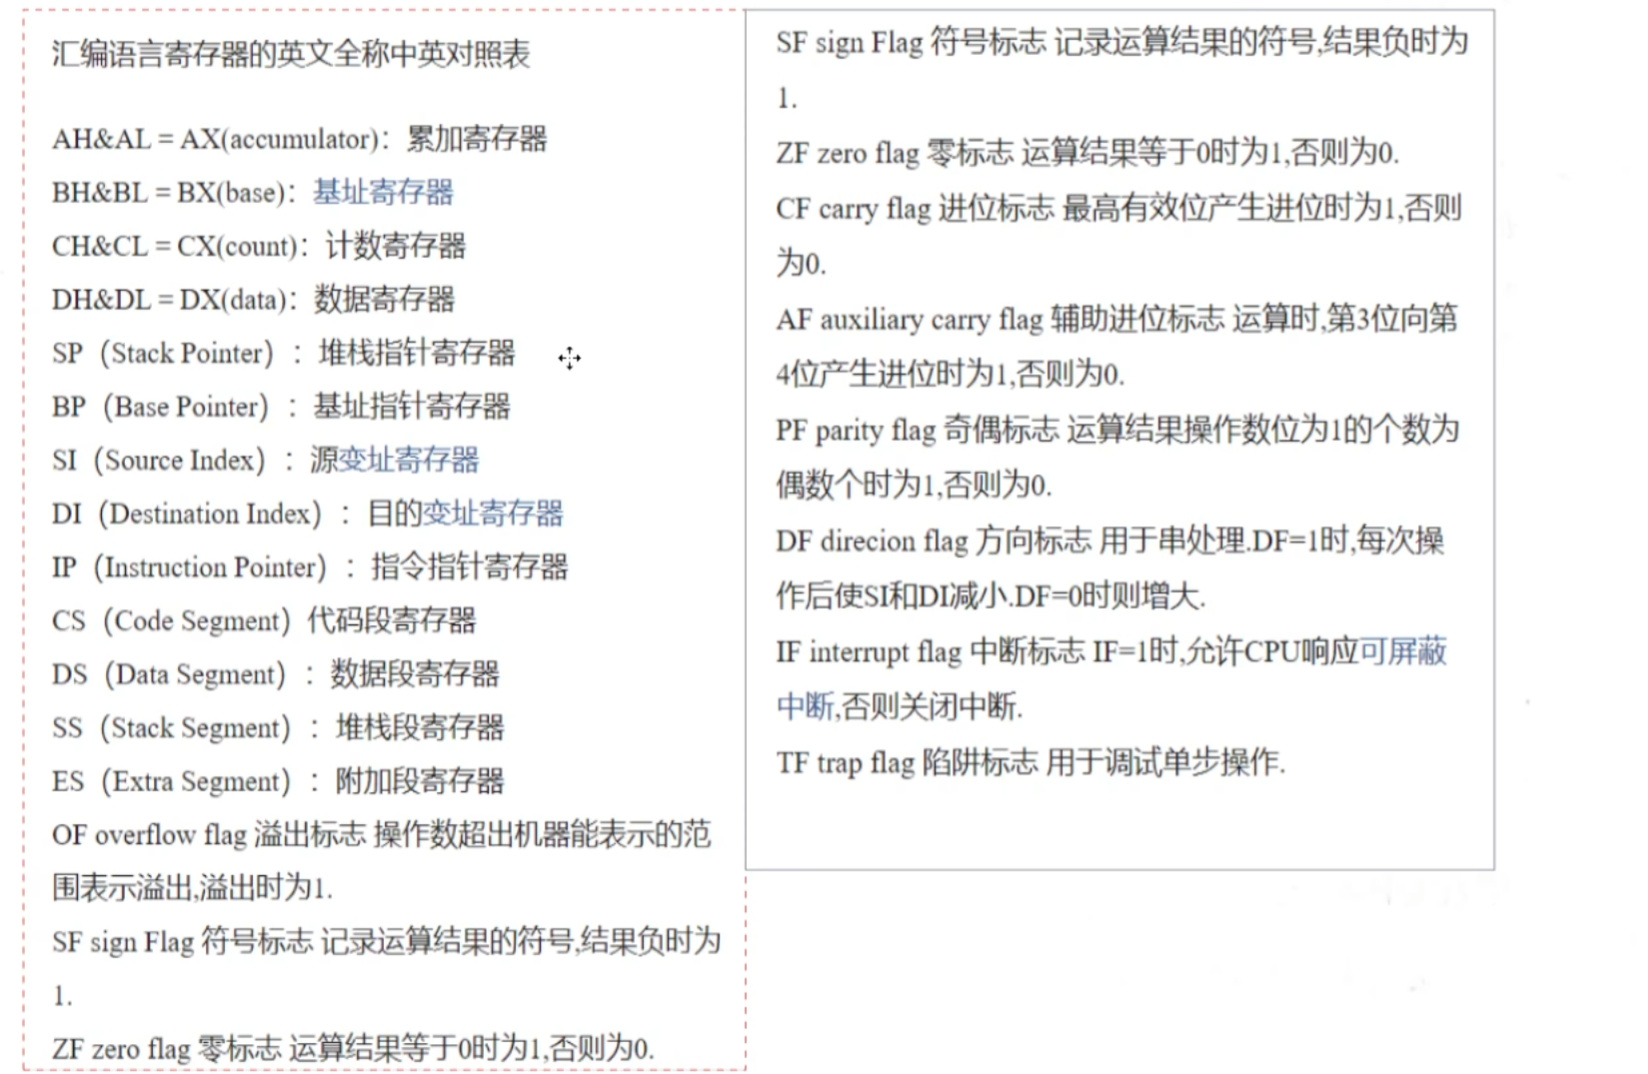 汇编语言寄存器的英文全称中英对照表
AH&AL = AX(accumulator)：累加寄存器
BH&BL = BX(base)：基址寄存器
CH&CL = CX(count)：计数寄存器
DH&DL = DX(data)：数据寄存器
SP（Stack Pointer）：堆栈指针寄存器
BP（Base Pointer）：基址指针寄存器
SI（Source Index）：源变址寄存器
DI（Destination Index）：目的变址寄存器
IP（Instruction Pointer）：指令指针寄存器
CS（Code Segment）代码段寄存器
DS（Data Segment）：数据段寄存器
SS（Stack Segment）：堆栈段寄存器
ES（Extra Segment）：附加段寄存器
OF overflow flag 溢出标志 操作数超出机器能表示的范
围表示溢出,溢出时为1.
SF sign Flag 符号标志 记录运算结果的符号,结果负时为
1.
ZF zero flag 零标志 运算结果等于0时为1,否则为0.
SF sign Flag 符号标志 记录运算结果的符号,结果负时为
1.
ZF zero flag 零标志 运算结果等于0时为1,否则为0.
CF carry flag 进位标志 最高有效位产生进位时为1,否则
为0.
AF auxiliary carry flag 辅助进位标志 运算时,第3位向第
4位产生进位时为1,否则为0.
PF parity flag 奇偶标志 运算结果操作数位为1的个数为
偶数个时为1,否则为0.
DF direcion flag 方向标志 用于串处理.DF=1时,每次操
作后使SI和DI减小.DF=0时则增大.
IF interrupt flag 中断标志 IF=1时,允许CPU响应可屏蔽
中断,否则关闭中断.
TF trap flag 陷阱标志 用于调试单步操作.